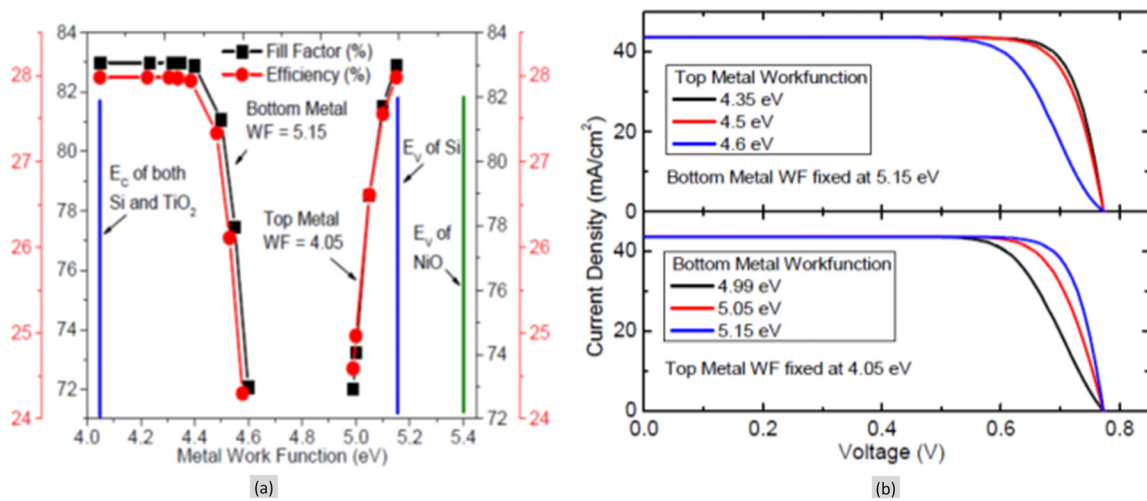 84
82
80
78
76
74
72
28
27
26
25
24
84
82
80
78
76
74
72
28
27
26
25
24
4.0
4.2
4.4
4.6
4.8
5.0
5.2
5.4
Metal Work Function (eV)
Fill Factor (%)
Efficiency (%)
Bottom Metal
WF = 5.15
E_C of both
Si and TiO₂
Top Metal
WF = 4.05
E_V of Si
E_V of
NiO
(a)
Current Density (mA/cm²)
40
20
0
Top Metal Workfunction
4.35 eV
4.5 eV
4.6 eV
Bottom Metal WF fixed at 5.15 eV
40
20
0
Bottom Metal Workfunction
4.99 eV
5.05 eV
5.15 eV
Top Metal WF fixed at 4.05 eV
0.0
0.2
0.4
0.6
0.8
Voltage (V)
(b)